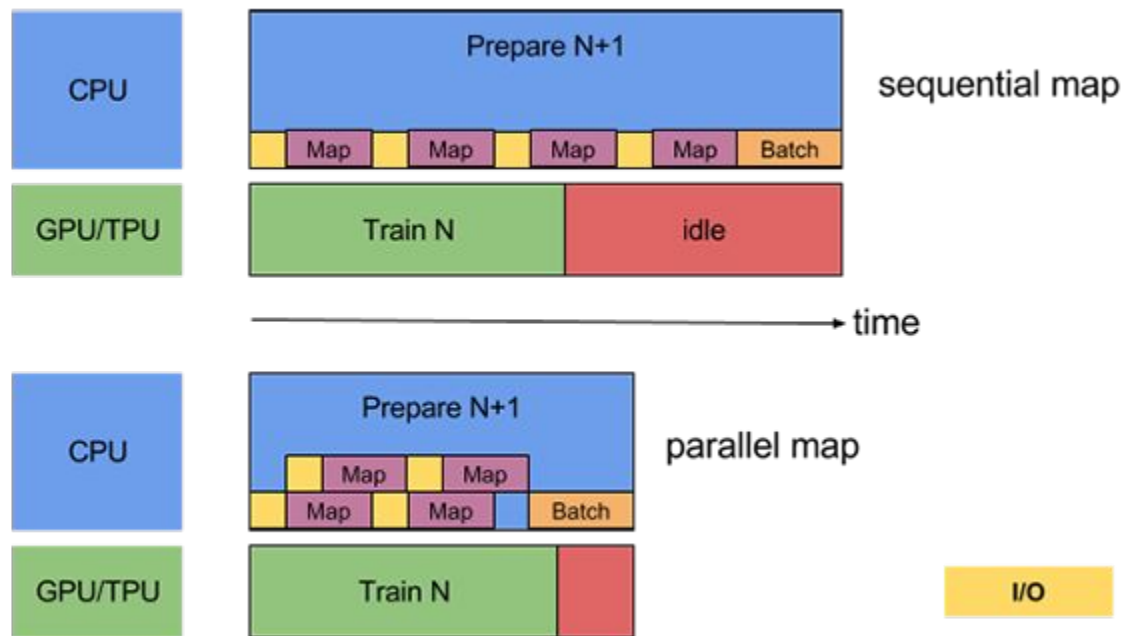 CPU
Prepare N+1
sequential map
Map
Map
Map
Map
Batch
GPU/TPU
Train N
idle
time
CPU
Prepare N+1
parallel map
Map
Map
Map
Map
Batch
GPU/TPU
Train N
I/O